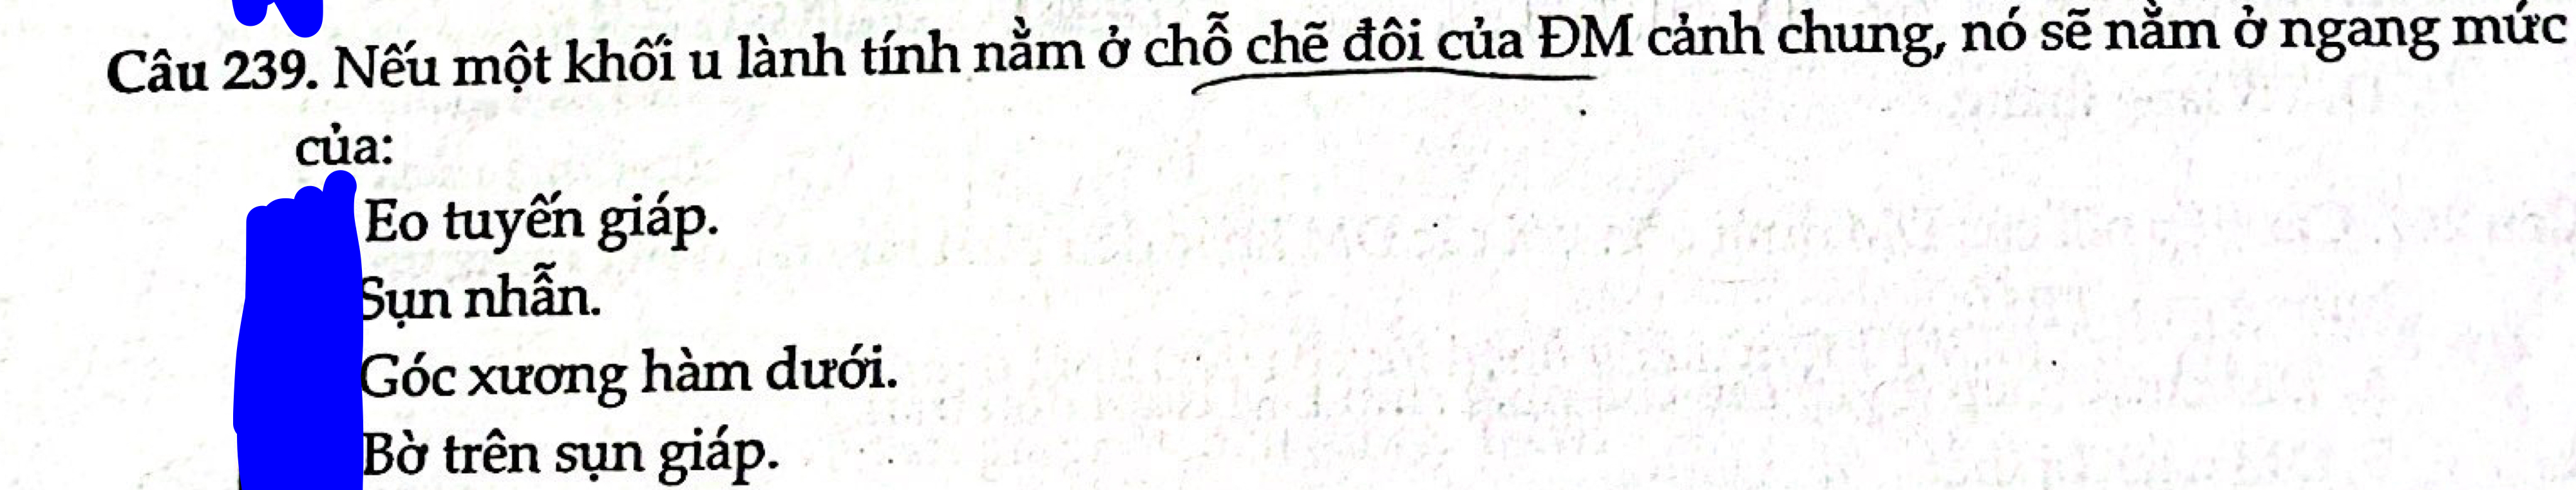 Câu 239. Nếu một khối u lành tính nằm ở chỗ chẽ đôi của ĐM cảnh chung, nó sẽ nằm ở ngang mức
của:
Eo tuyến giáp.
Sụn nhẫn.
Góc xương hàm dưới.
Bờ trên sụn giáp.